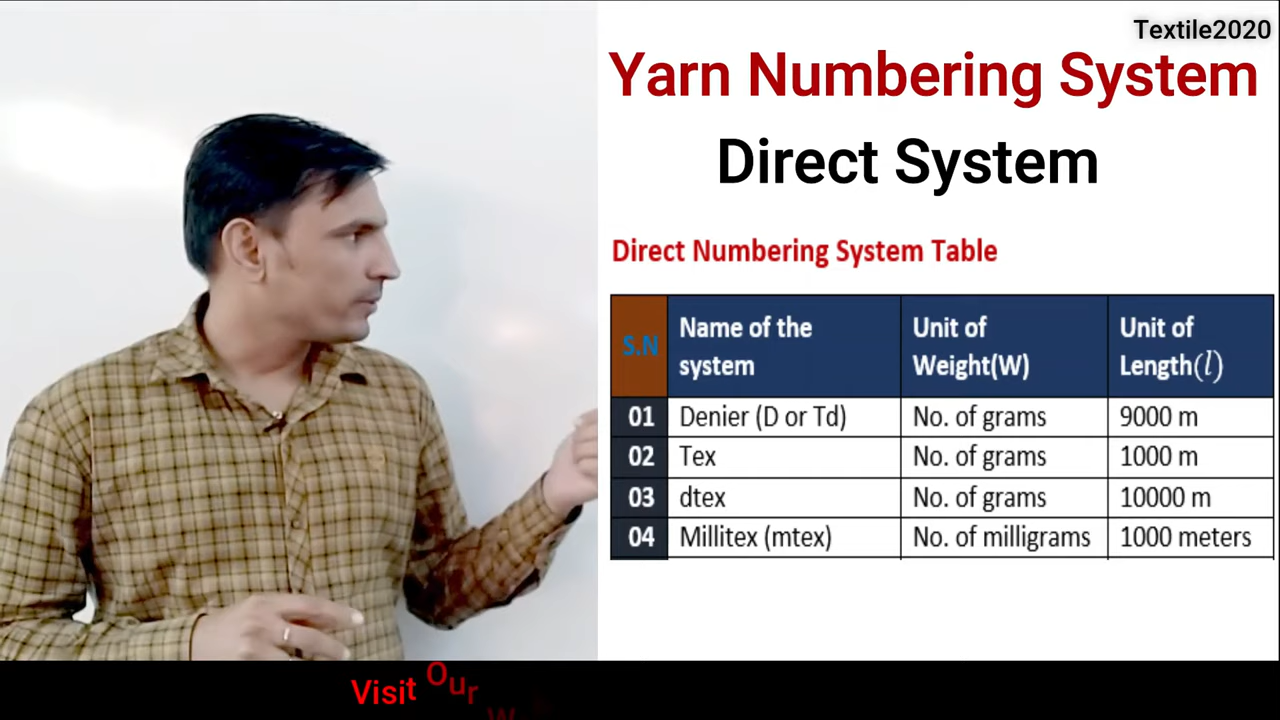 Textile2020
Yarn Numbering System
Direct System
Direct Numbering System Table
S.N Name of the system Unit of Weight(W) Unit of Length(l)
01 Denier (D or Td) No. of grams 9000 m
02 Tex No. of grams 1000 m
03 dtex No. of grams 10000 m
04 Millitex (mtex) No. of milligrams 1000 meters
Visit Our